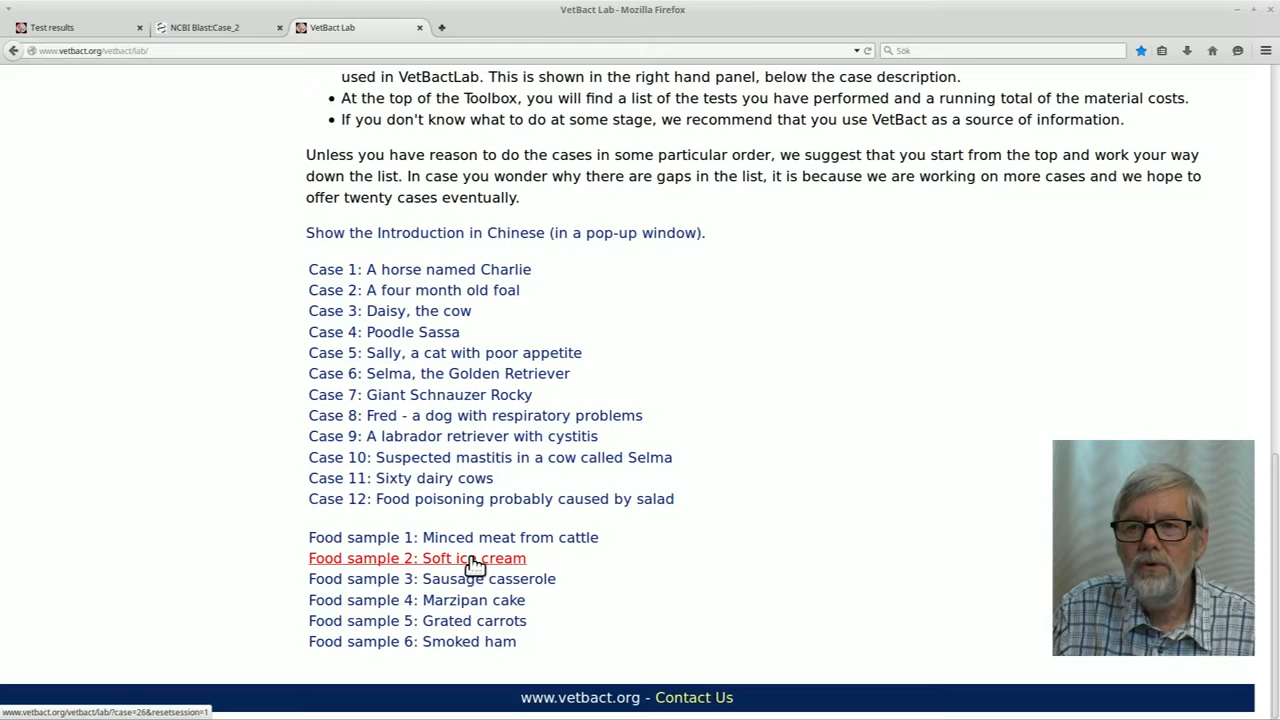 VetBact Lab - Mozilla Firefox
Test results
NCBI Blast:Case_2
VetBact Lab
www.vetbact.org/vetbact/lab/
Sök
used in VetBactLab. This is shown in the right hand panel, below the case description.
• At the top of the Toolbox, you will find a list of the tests you have performed and a running total of the material costs.
• If you don't know what to do at some stage, we recommend that you use VetBact as a source of information.
Unless you have reason to do the cases in some particular order, we suggest that you start from the top and work your way
down the list. In case you wonder why there are gaps in the list, it is because we are working on more cases and we hope to
offer twenty cases eventually.
Show the Introduction in Chinese (in a pop-up window).
Case 1: A horse named Charlie
Case 2: A four month old foal
Case 3: Daisy, the cow
Case 4: Poodle Sassa
Case 5: Sally, a cat with poor appetite
Case 6: Selma, the Golden Retriever
Case 7: Giant Schnauzer Rocky
Case 8: Fred - a dog with respiratory problems
Case 9: A labrador retriever with cystitis
Case 10: Suspected mastitis in a cow called Selma
Case 11: Sixty dairy cows
Case 12: Food poisoning probably caused by salad
Food sample 1: Minced meat from cattle
Food sample 2: Soft ice cream
Food sample 3: Sausage casserole
Food sample 4: Marzipan cake
Food sample 5: Grated carrots
Food sample 6: Smoked ham
www.vetbact.org - Contact Us
www.vetbact.org/vetbact/lab/?case=26&resetsession=1